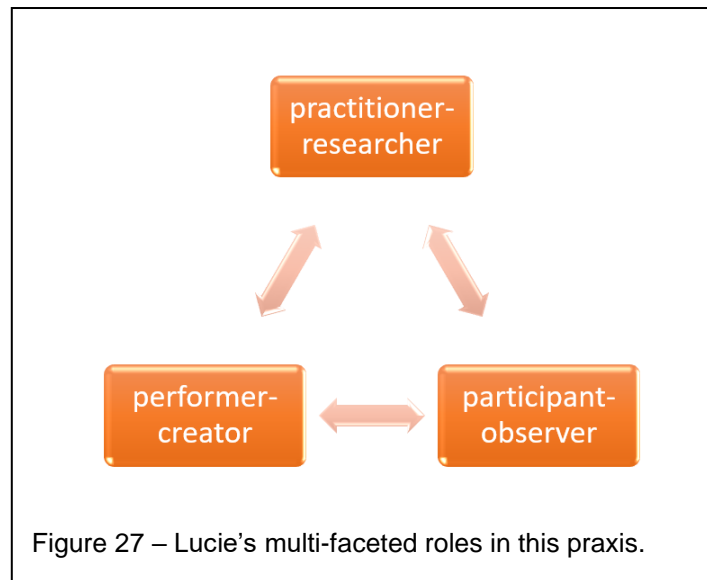 practitioner-
researcher
performer-
creator
participant-
observer
Figure 27 – Lucie’s multi-faceted roles in this praxis.